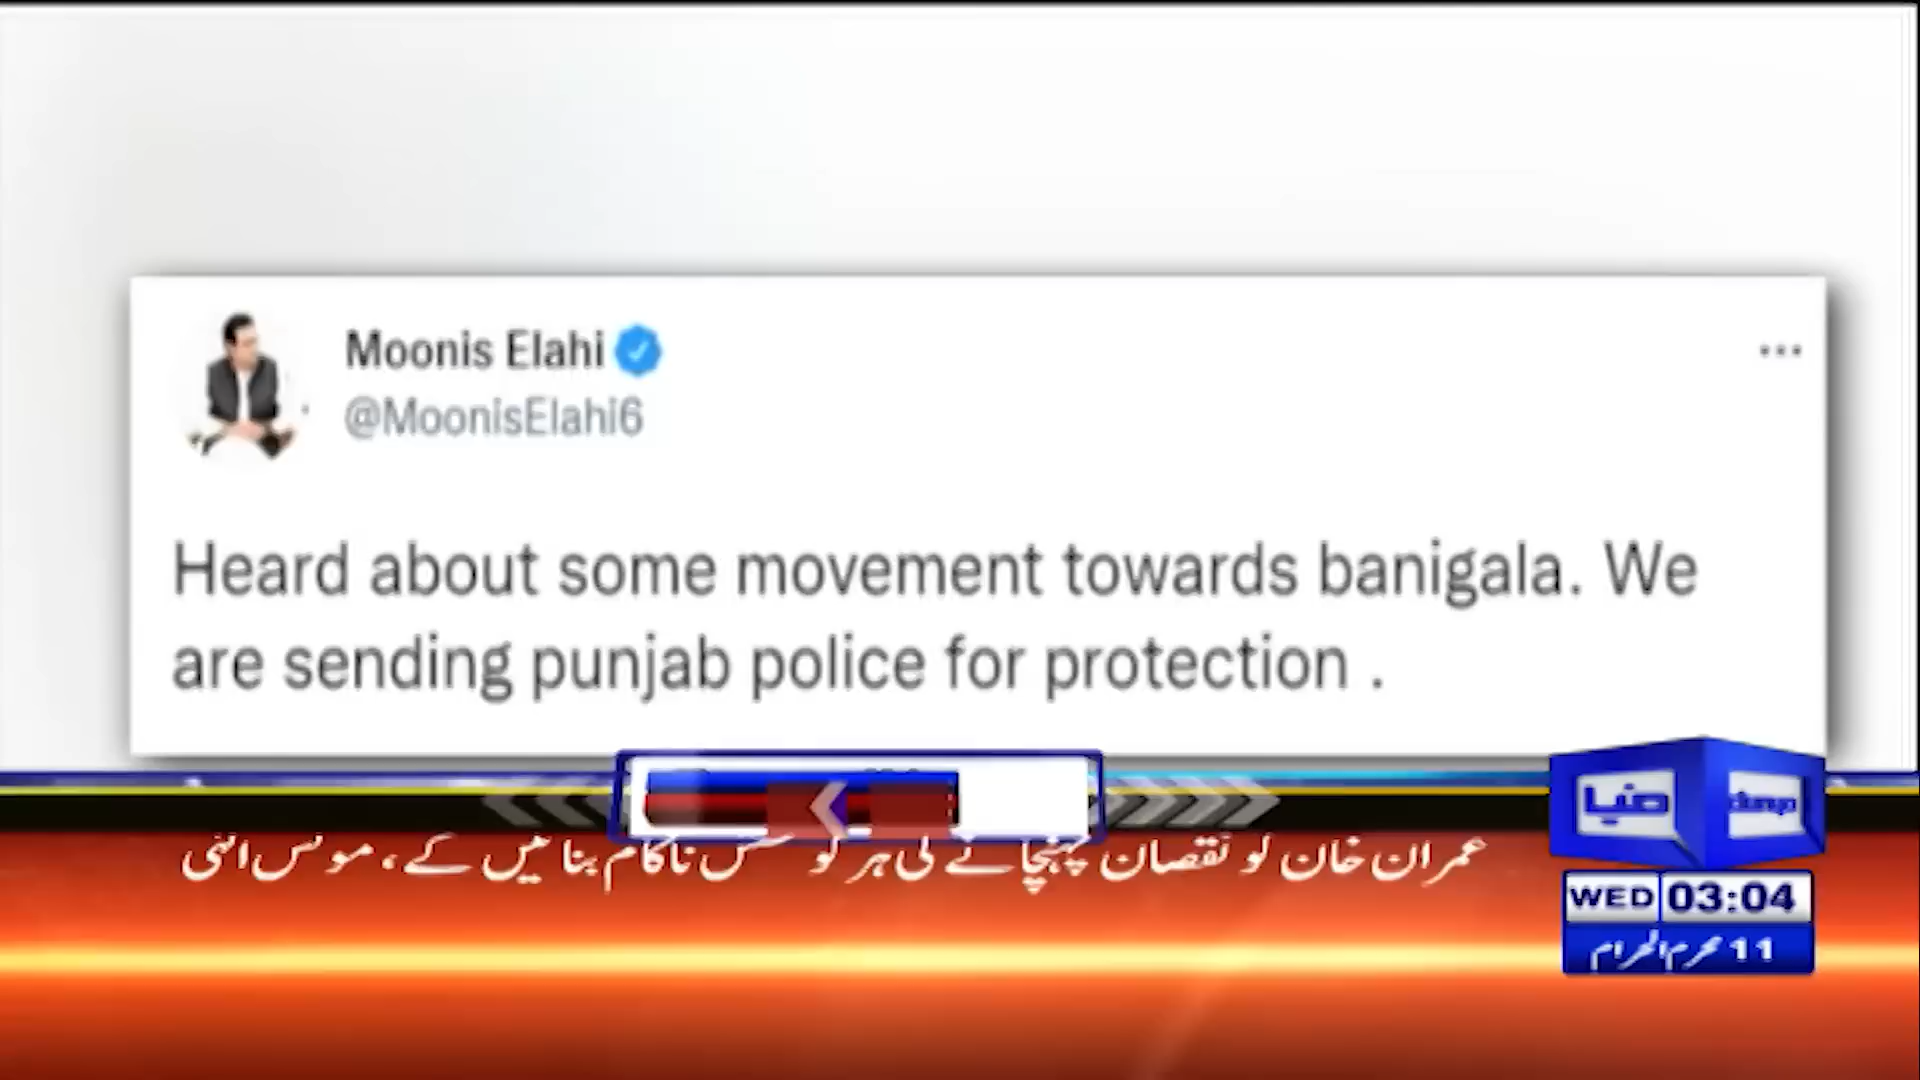 Moonis Elahi
@MoonisElahi6
Heard about some movement towards banigala. We
are sending punjab police for protection .
عمران خان کو نقصان پہنچانے کی ہر کوشش ناکام بنائیں گے، مونس الٰہی
دنیا
WED 03:04
11 محرم الحرام